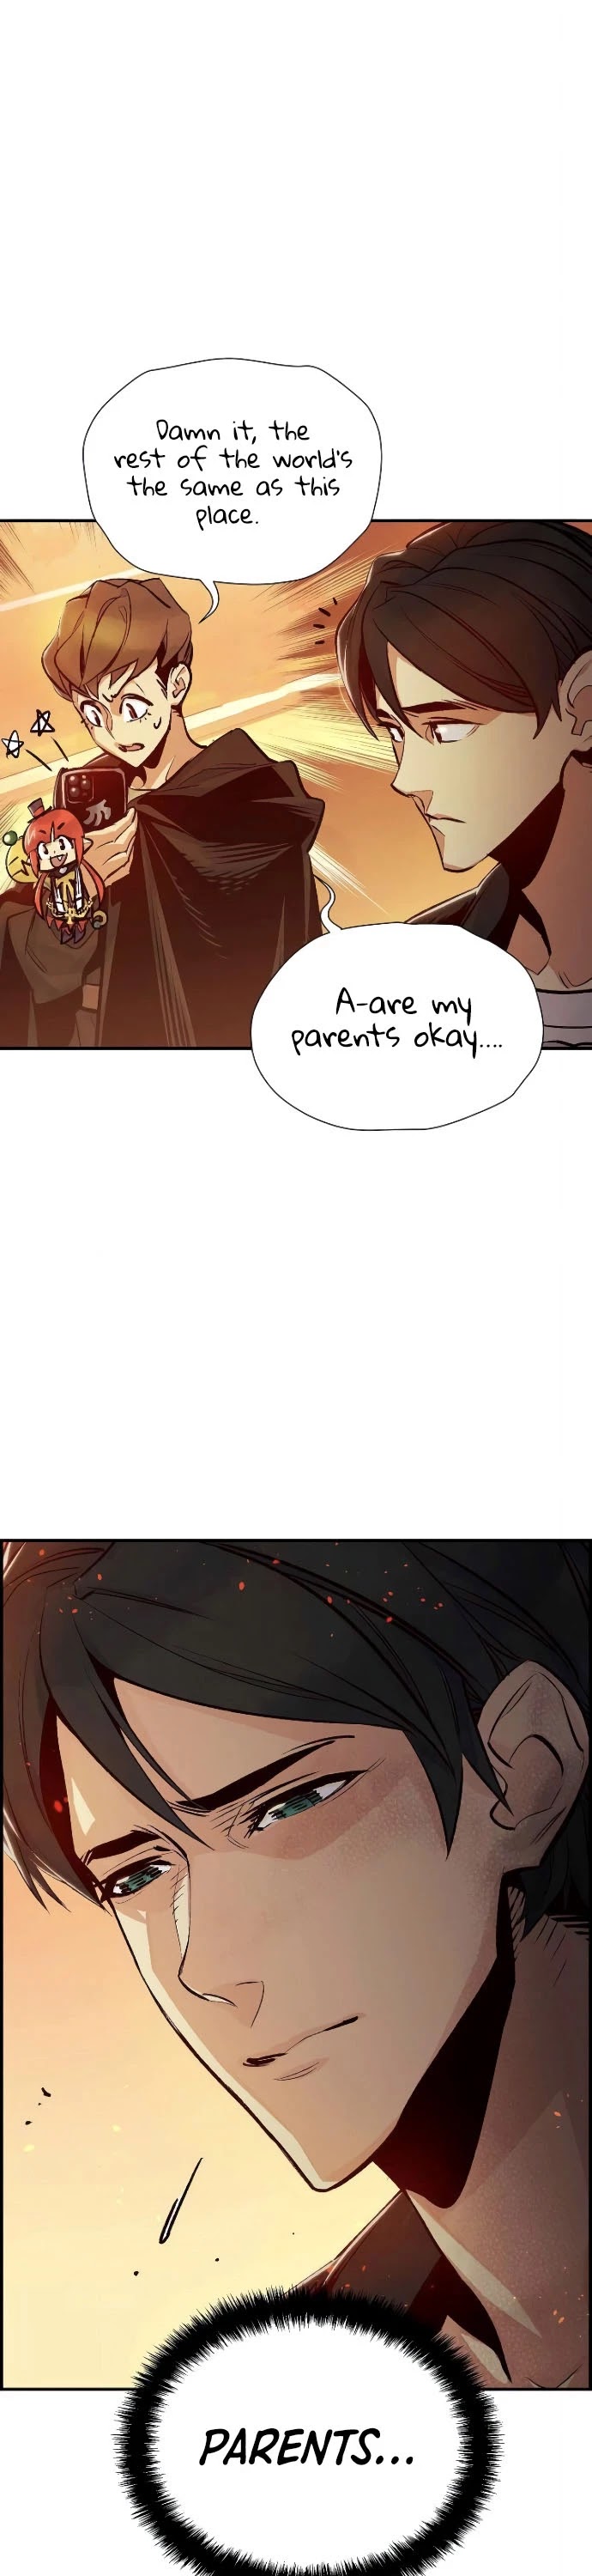 Damn it, the
rest of the world's
the same as this
place.
A-are my
parents okay....
PARENTS...